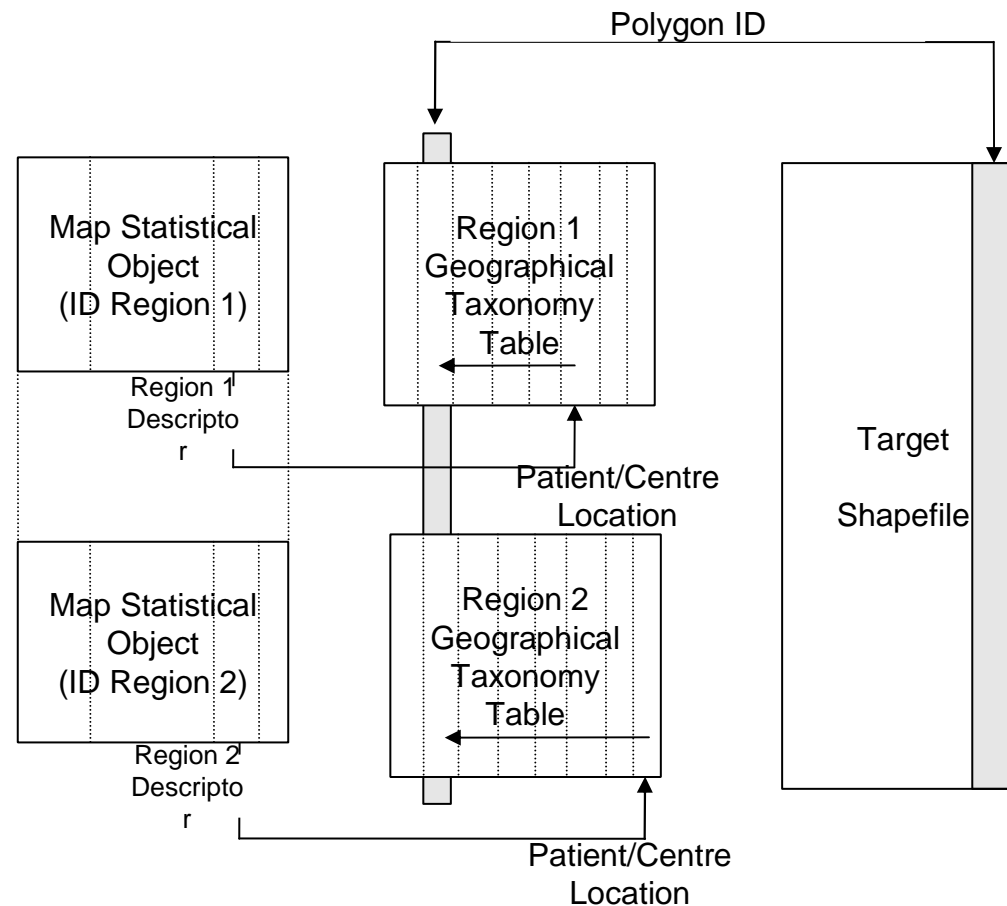 Polygon ID
Map Statistical
Object
(ID Region 1)
Region 1
Descripto
r
Region 1
Geographical
Taxonomy
Table
Patient/Centre
Location
Target
Shapefile
Map Statistical
Object
(ID Region 2)
Region 2
Descripto
r
Region 2
Geographical
Taxonomy
Table
Patient/Centre
Location